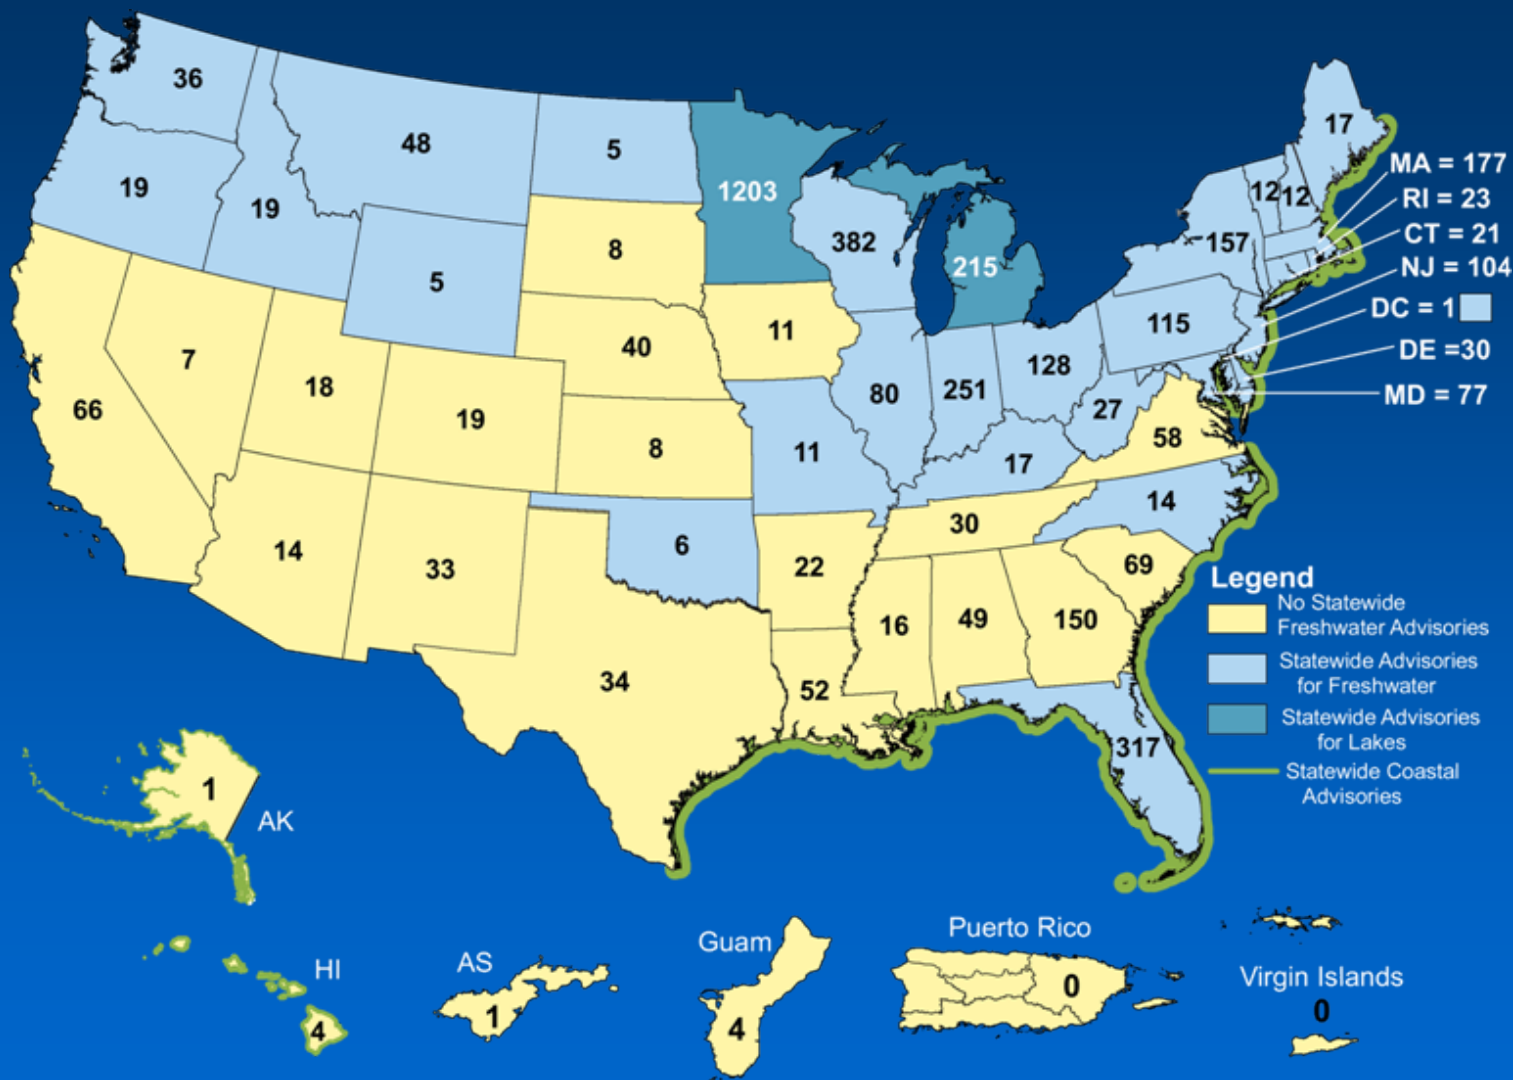 36
48
5
1203
19
19
8
382
215
5
17
MA = 177
RI = 23
CT = 21
NJ = 104
DC = 1
DE =30
MD = 77
12
12
157
115
11
40
7
18
19
66
128
251
80
27
58
8
11
17
14
30
6
14
33
22
69
16
49
150
34
52
317
Legend
No Statewide
Freshwater Advisories
Statewide Advisories
for Freshwater
Statewide Advisories
for Lakes
Statewide Coastal
Advisories
1
AK
HI
4
AS
1
Guam
4
Puerto Rico
0
Virgin Islands
0